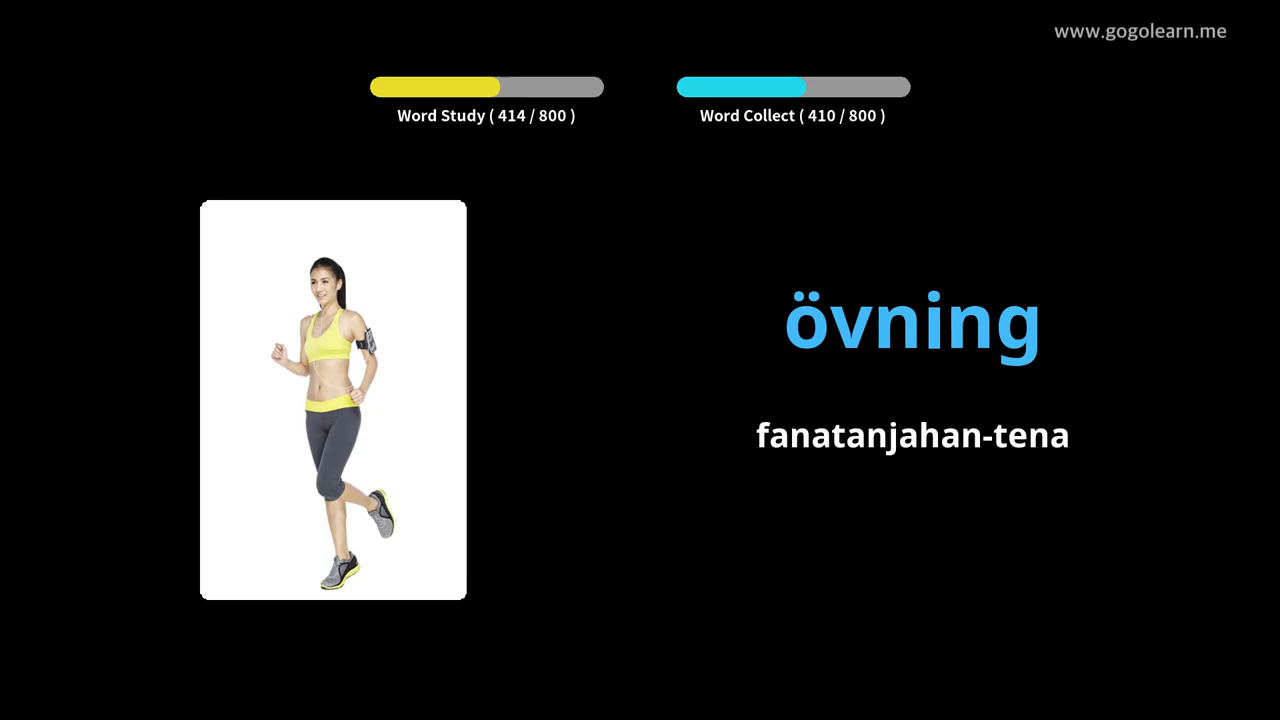 www.gogolearn.me
Word Study ( 414 / 800 )
Word Collect ( 410 / 800 )
övning
fanatanjahan-tena